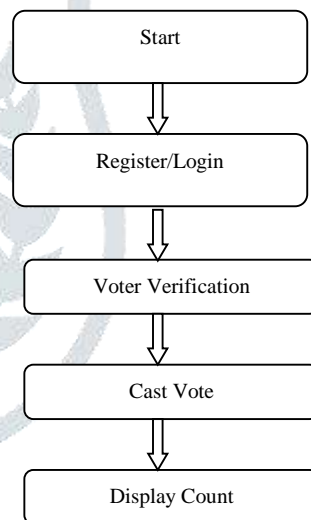 Start
Register/Login
Voter Verification
Cast Vote
Display Count